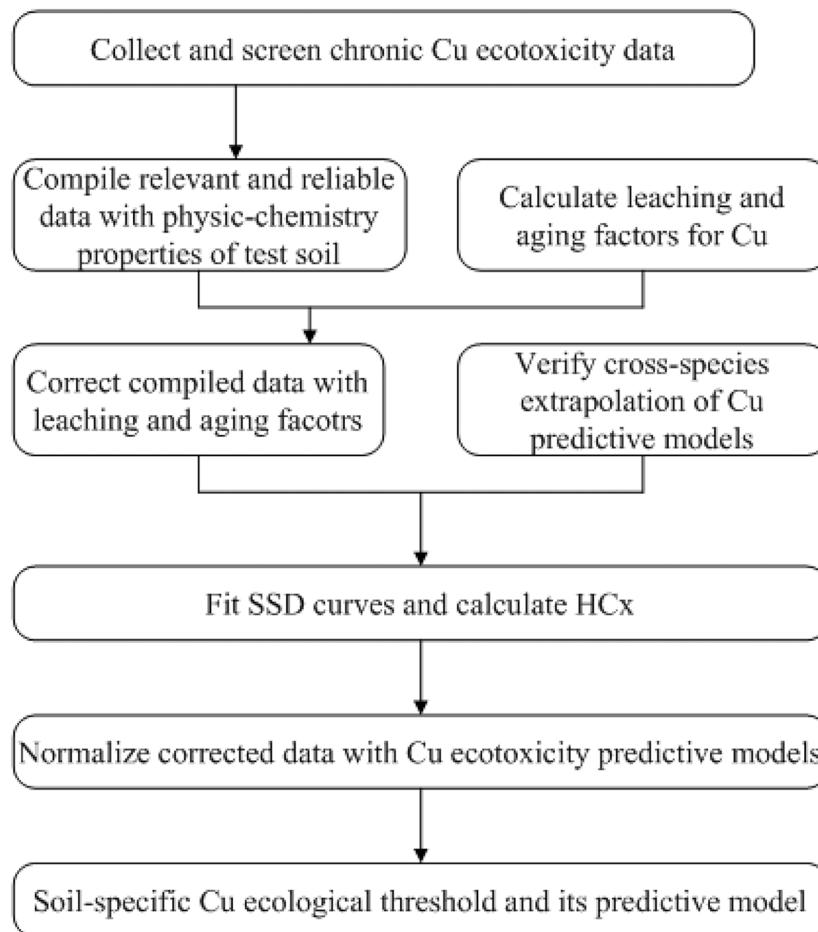 Collect and screen chronic Cu ecotoxicity data
Compile relevant and reliable
data with physic-chemistry
properties of test soil
Calculate leaching and
aging factors for Cu
Correct compiled data with
leaching and aging facotrs
Verify cross-species
extrapolation of Cu
predictive models
Fit SSD curves and calculate HCx
Normalize corrected data with Cu ecotoxicity predictive models
Soil-specific Cu ecological threshold and its predictive model